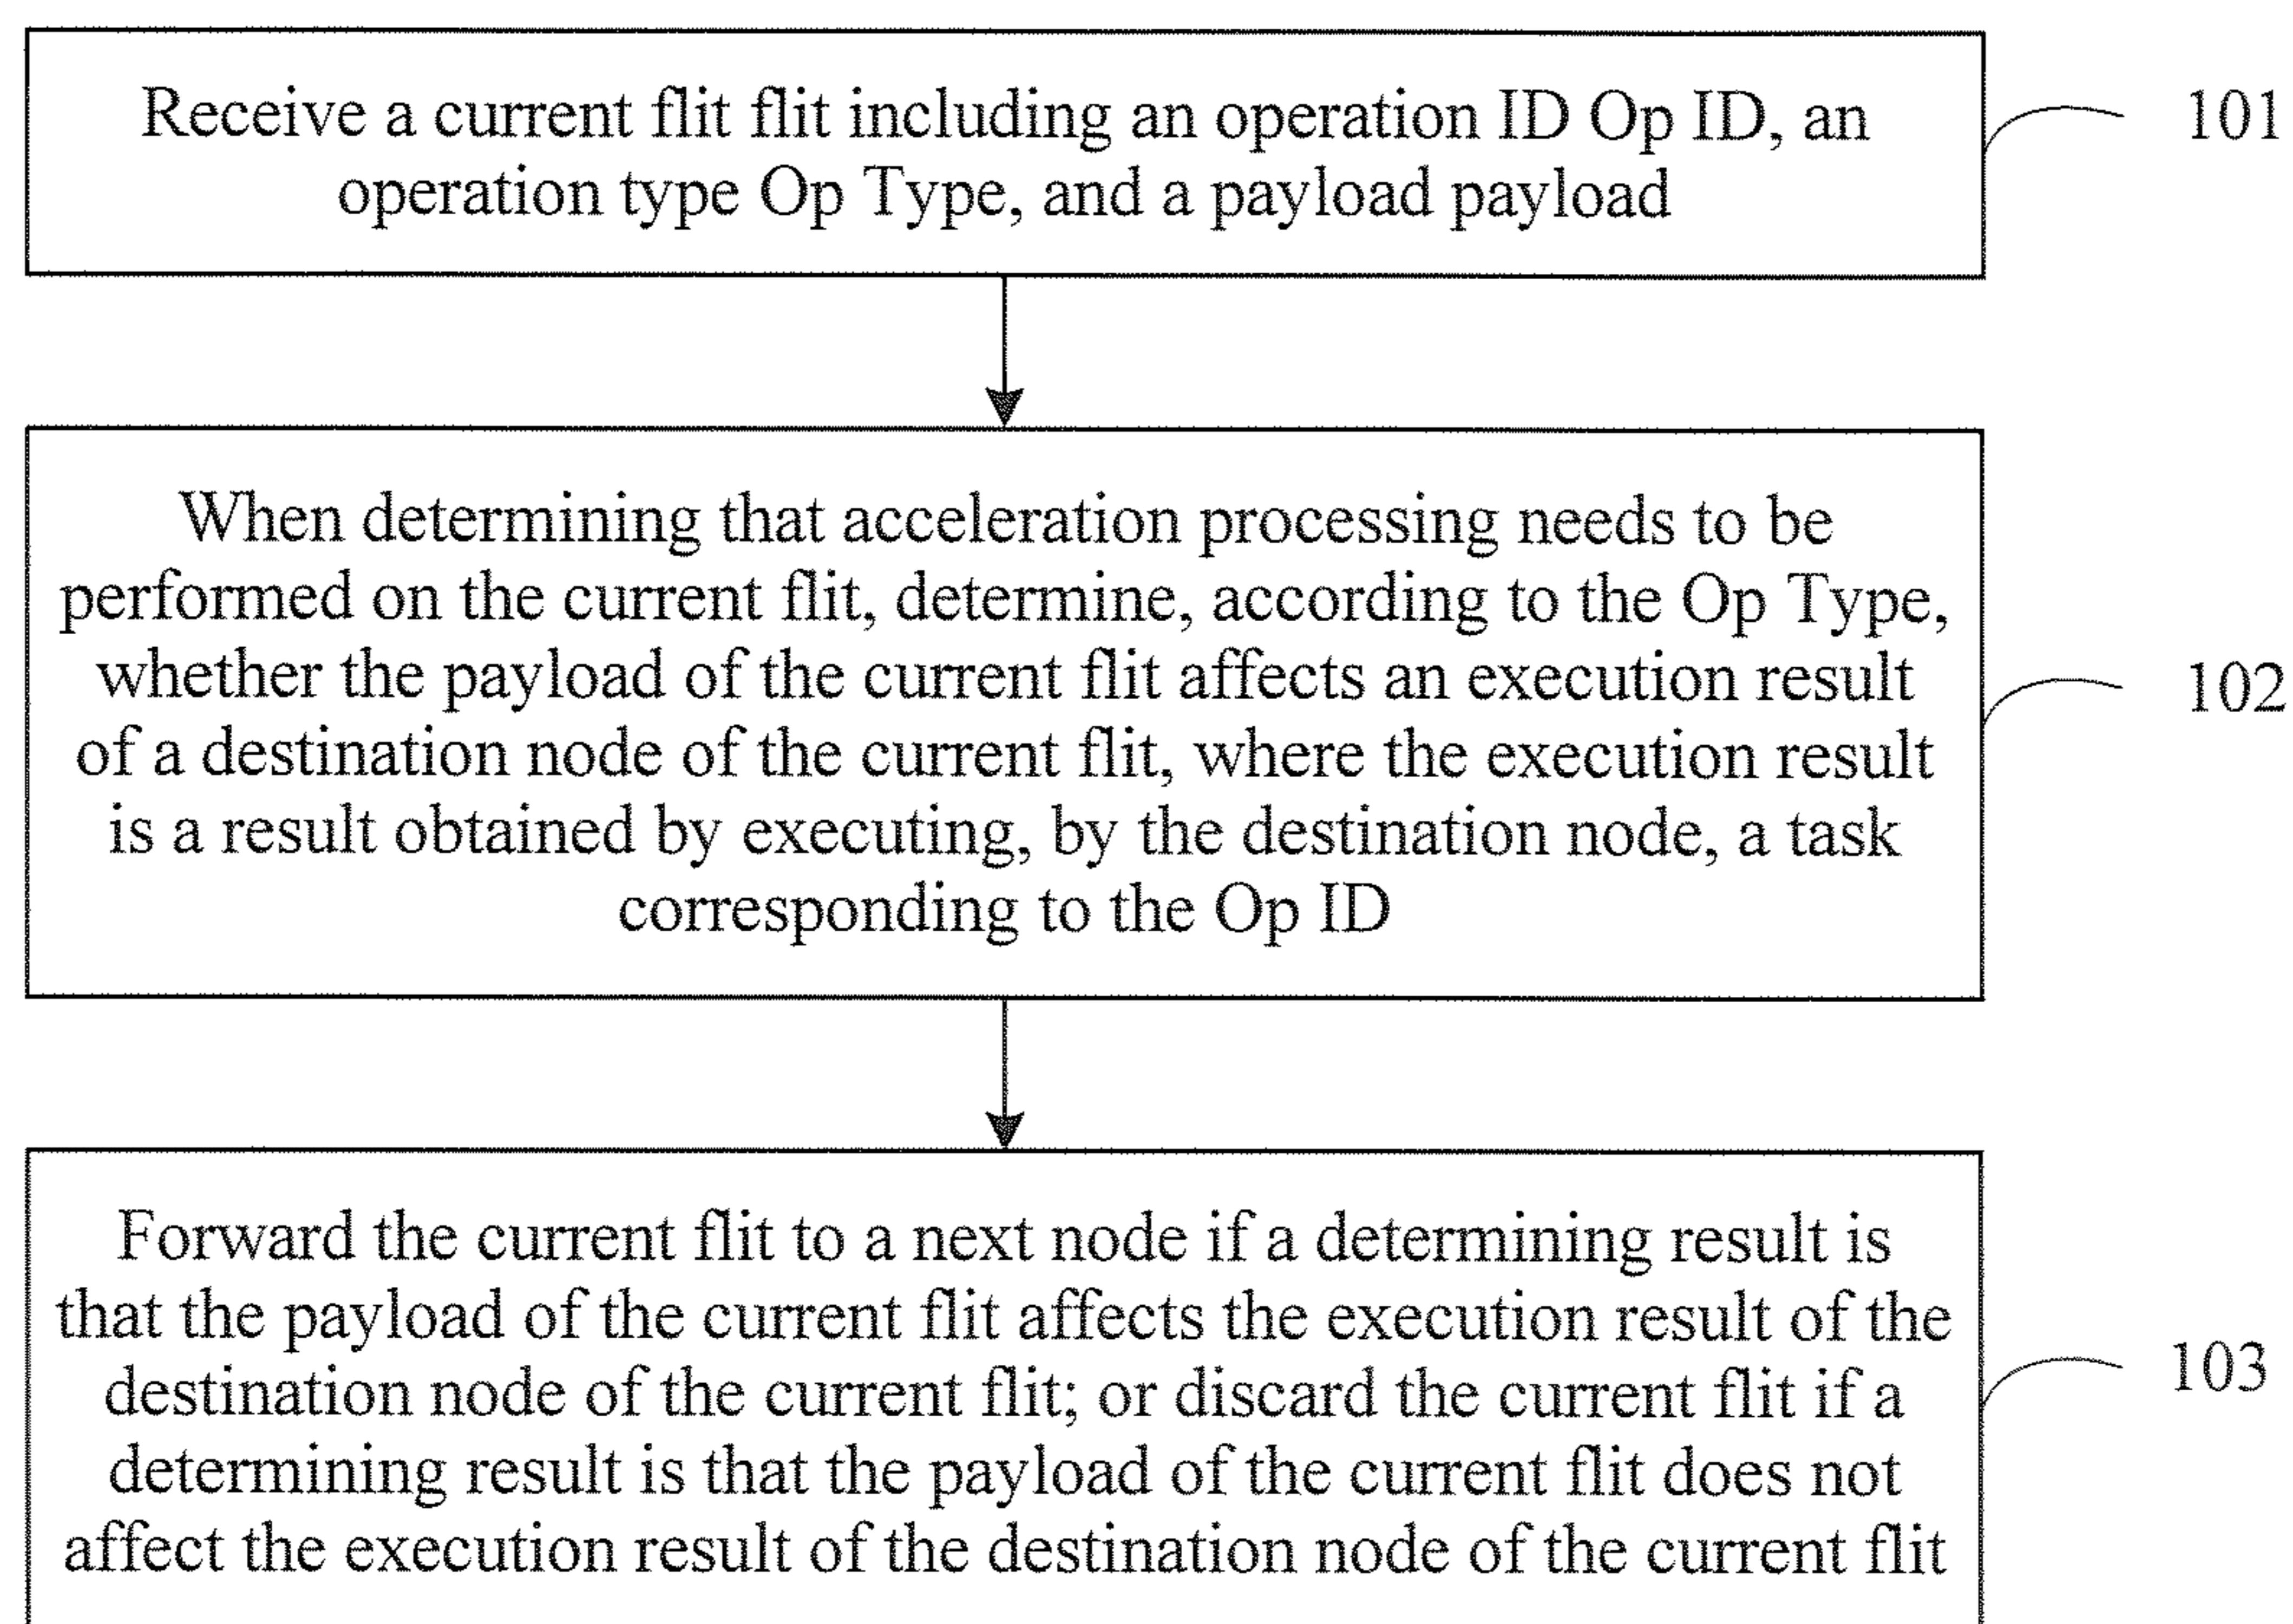 Receive a current flit flit including an operation ID Op ID, an
operation type Op Type, and a payload payload
101
When determining that acceleration processing needs to be
performed on the current flit, determine, according to the Op Type,
whether the payload of the current flit affects an execution result
of a destination node of the current flit, where the execution result
is a result obtained by executing, by the destination node, a task
corresponding to the Op ID
102
Forward the current flit to a next node if a determining result is
that the payload of the current flit affects the execution result of the
destination node of the current flit; or discard the current flit if a
determining result is that the payload of the current flit does not
affect the execution result of the destination node of the current flit
103